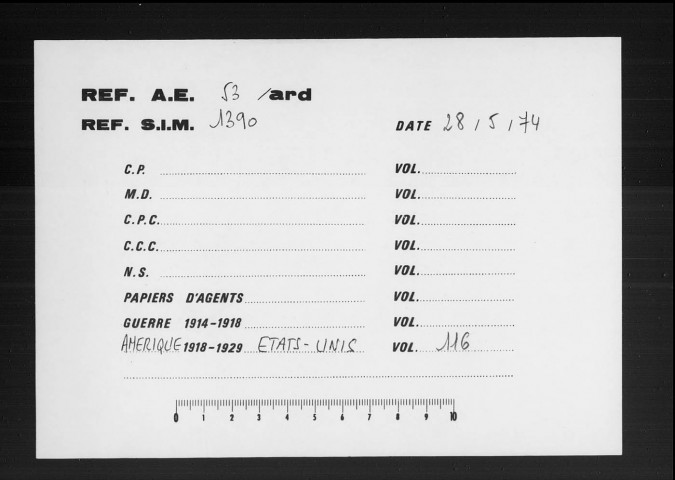 REF. A.E. 53 /ard
REF. S.I.M. 1390 DATE 28 / 5 / 74
C.P. VOL.
M.D. VOL.
C.P.C. VOL.
C.C.C. VOL.
N.S. VOL.
PAPIERS D'AGENTS VOL.
GUERRE 1914-1918 VOL.
AMERIQUE 1918-1929 ETATS-UNIS VOL. 116
0 1 2 3 4 5 6 7 8 9 10